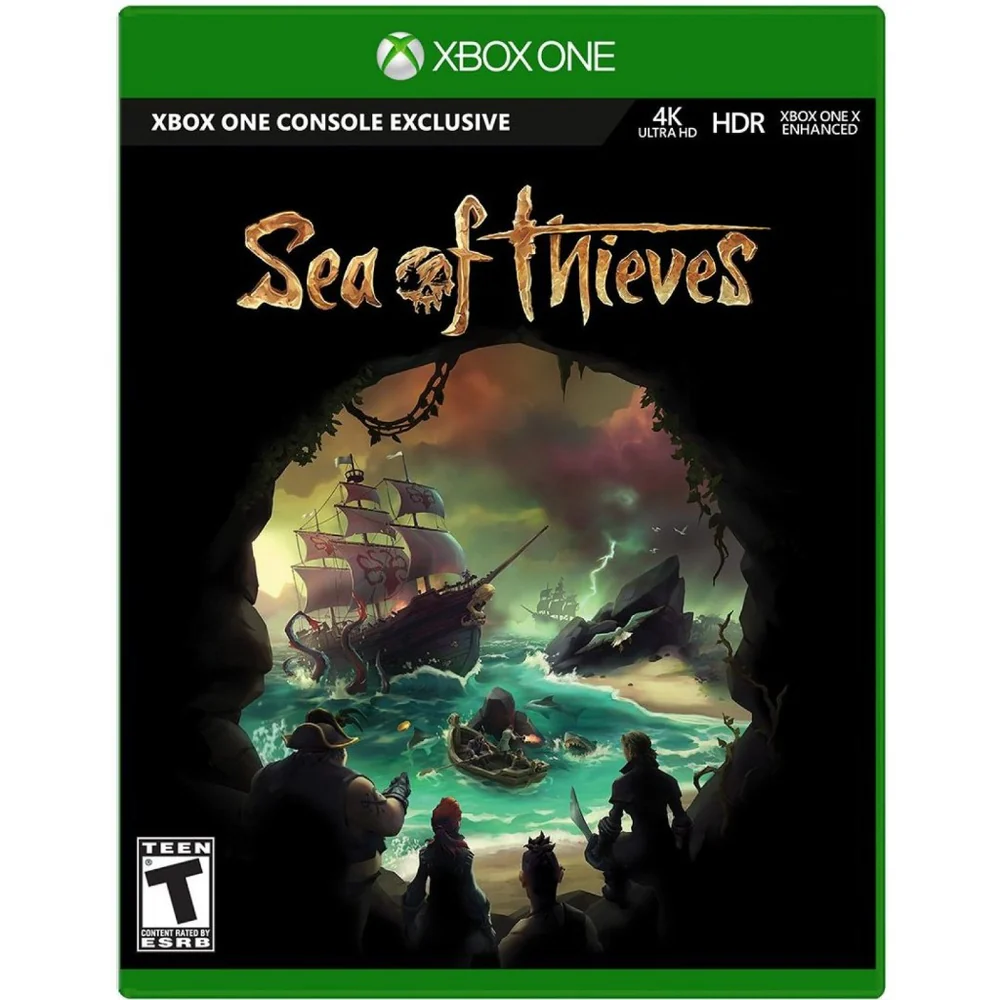 XBOX ONE
XBOX ONE CONSOLE EXCLUSIVE
4K
ULTRA HD
HDR
XBOX ONE X
ENHANCED
Sea of Thieves
TEEN
®
T
CONTENT RATED BY
ESRB